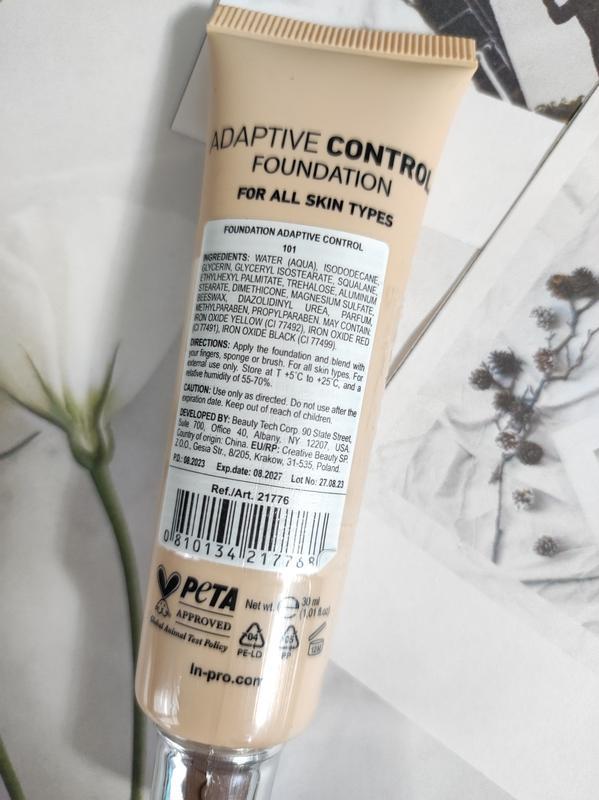 ADAPTIVE CONTROL
FOUNDATION
FOR ALL SKIN TYPES
FOUNDATION ADAPTIVE CONTROL
101
INGREDIENTS: WATER (AQUA), ISODODECANE,
GLYCERIN, GLYCERYL ISOSTEARATE, SQUALANE,
ETHYLHEXYL PALMITATE, TREHALOSE, ALUMINUM
STEARATE, DIMETHICONE, MAGNESIUM SULFATE,
BEESWAX, DIAZOLIDINYL UREA, PARFUM,
METHYLPARABEN, PROPYLPARABEN. MAY CONTAIN:
IRON OXIDE YELLOW (CI 77492), IRON OXIDE RED
(CI 77491), IRON OXIDE BLACK (CI 77499).
DIRECTIONS: Apply the foundation and blend with
your fingers, sponge or brush. For all skin types. For
external use only. Store at T +5°C to +25°C, and a
relative humidity of 55-70%.
CAUTION: Use only as directed. Do not use after the
expiration date. Keep out of reach of children.
DEVELOPED BY: Beauty Tech Corp. 90 State Street,
Suite 700, Office 40, Albany, NY 12207, USA.
Country of origin: China. EU/RP: Creative Beauty SP.
Z.O.O., Gesia Str., 8/205, Krakow, 31-535, Poland.
P.D.: 08.2023 Exp.date: 08.2027 Lot No: 27.08.23
Ref./Art. 21776
0 810134 217768
PETA
APPROVED
Global Animal Test Policy
Net wt. e 30 ml
(1,01 fl.oz)
04
PE-LD
05
PP
12M
In-pro.com